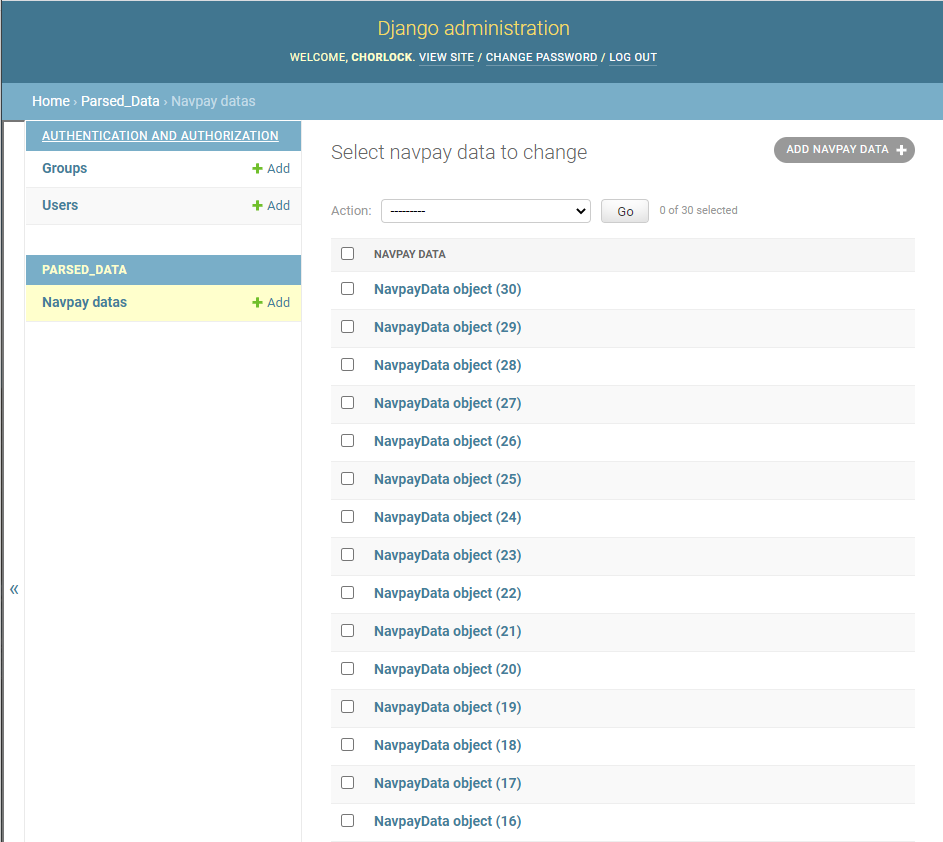 Django administration
WELCOME, CHORLOCK. VIEW SITE / CHANGE PASSWORD / LOG OUT
Home › Parsed_Data › Navpay datas
AUTHENTICATION AND AUTHORIZATION
Groups + Add
Users + Add
PARSED_DATA
Navpay datas + Add
«
Select navpay data to change
ADD NAVPAY DATA +
Action: --------- Go 0 of 30 selected
NAVPAY DATA
NavpayData object (30)
NavpayData object (29)
NavpayData object (28)
NavpayData object (27)
NavpayData object (26)
NavpayData object (25)
NavpayData object (24)
NavpayData object (23)
NavpayData object (22)
NavpayData object (21)
NavpayData object (20)
NavpayData object (19)
NavpayData object (18)
NavpayData object (17)
NavpayData object (16)